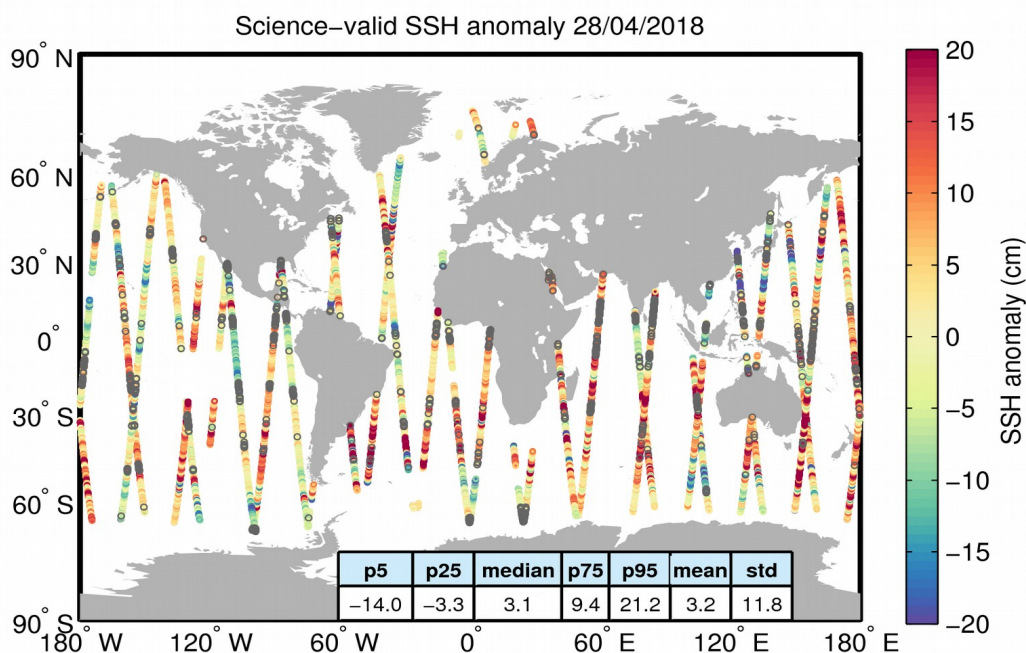 Science−valid SSH anomaly 28/04/2018
90° N
60° N
30° N
0°
30° S
60° S
90° S
180° W
120° W
60° W
0°
60° E
120° E
180° E
p5 p25 median p75 p95 mean std
−14.0 −3.3 3.1 9.4 21.2 3.2 11.8
20
15
10
5
0
−5
−10
−15
−20
SSH anomaly (cm)